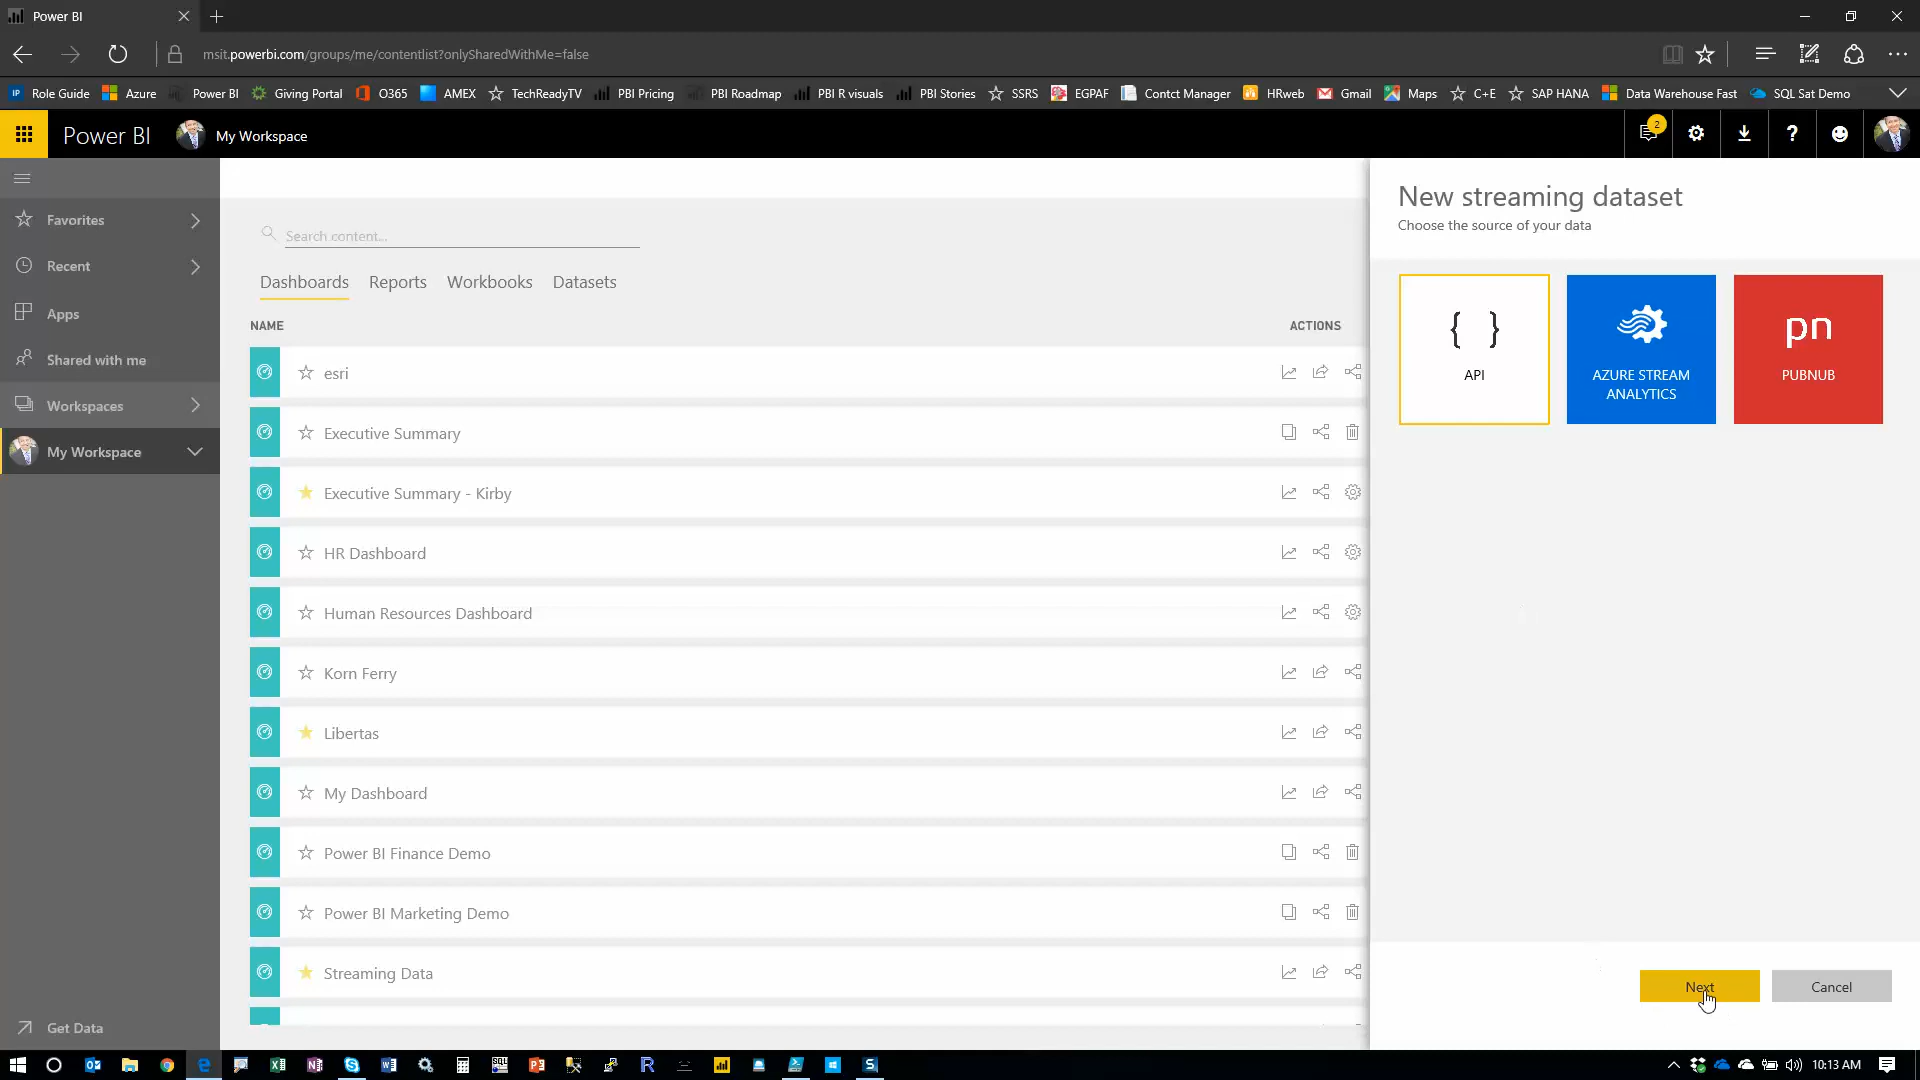 Power BI
msit.powerbi.com/groups/me/contentlist?onlySharedWithMe=false
IP Role Guide Azure Power BI Giving Portal O365 AMEX TechReadyTV PBI Pricing PBI Roadmap PBI R visuals PBI Stories SSRS EGPAF Contct Manager HRweb Gmail Maps C+E SAP HANA Data Warehouse Fast SQL Sat Demo
Power BI My Workspace 2 ?
Favorites
Recent
Apps
Shared with me
Workspaces
My Workspace
Get Data
Search content...
Dashboards Reports Workbooks Datasets
NAME ACTIONS
esri
Executive Summary
Executive Summary - Kirby
HR Dashboard
Human Resources Dashboard
Korn Ferry
Libertas
My Dashboard
Power BI Finance Demo
Power BI Marketing Demo
Streaming Data
New streaming dataset
Choose the source of your data
{ }
API
AZURE STREAM
ANALYTICS
pn
PUBNUB
Next Cancel
10:13 AM